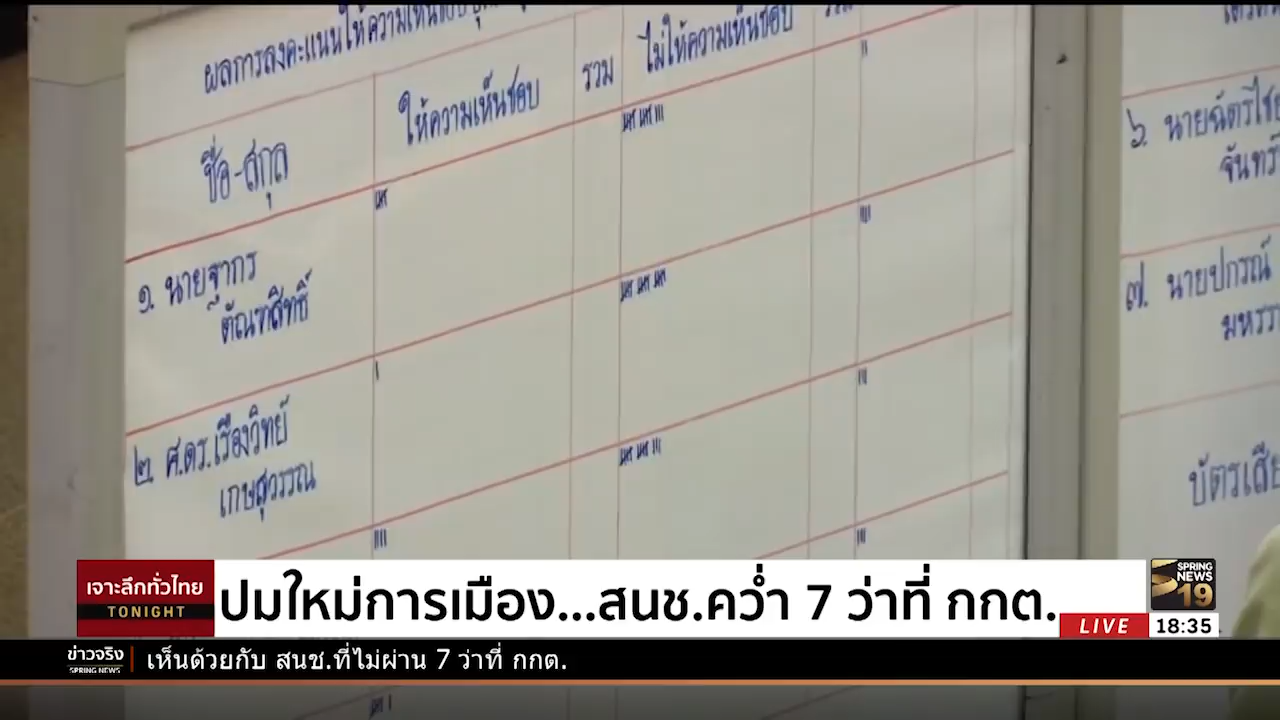 ผลการลงคะแนนให้ความเห็นชอบ
ชื่อ-สกุล
ให้ความเห็นชอบ
รวม
ไม่ให้ความเห็นชอบ
รวม
๑. นายฐากร
ตัณฑสิทธิ์
๒. ศ.ดร.เรืองวิทย์
เกษสุวรรณ
๖. นายฉัตรไชย
๗. นายปกรณ์
บัตรเสีย
เจาะลึกทั่วไทย
TONIGHT
ปมใหม่การเมือง...สนช.คว่ำ 7 ว่าที่ กกต.
SPRING
NEWS
19
LIVE
18:35
ข่าวจริง
SPRING NEWS
เห็นด้วยกับ สนช.ที่ไม่ผ่าน 7 ว่าที่ กกต.